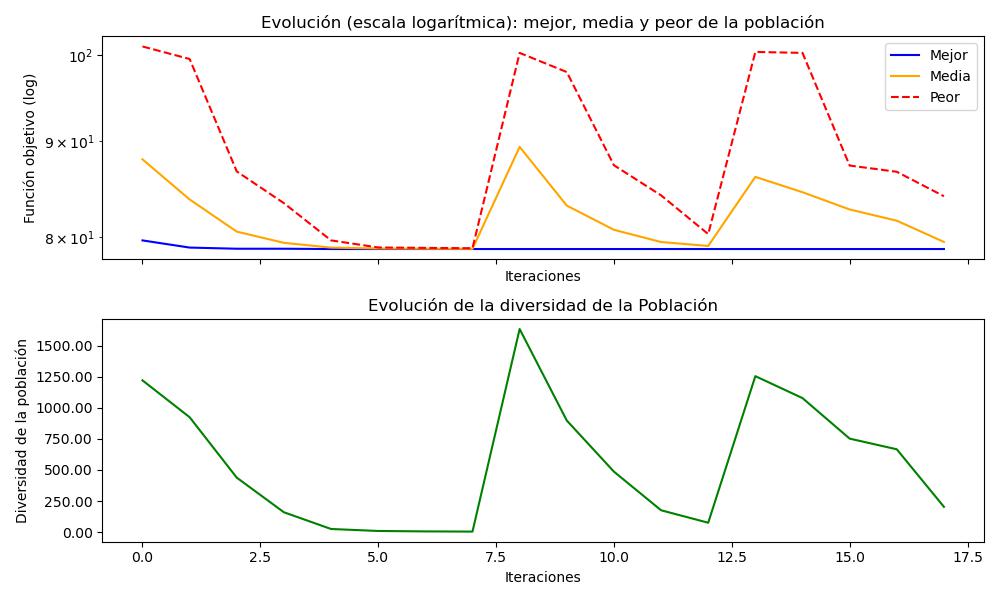 Evolución (escala logarítmica): mejor, media y peor de la población
Función objetivo (log)
10²
9 × 10¹
8 × 10¹
Mejor
Media
Peor
Iteraciones
Evolución de la diversidad de la Población
Diversidad de la población
1500.00
1250.00
1000.00
750.00
500.00
250.00
0.00
0.0 2.5 5.0 7.5 10.0 12.5 15.0 17.5
Iteraciones